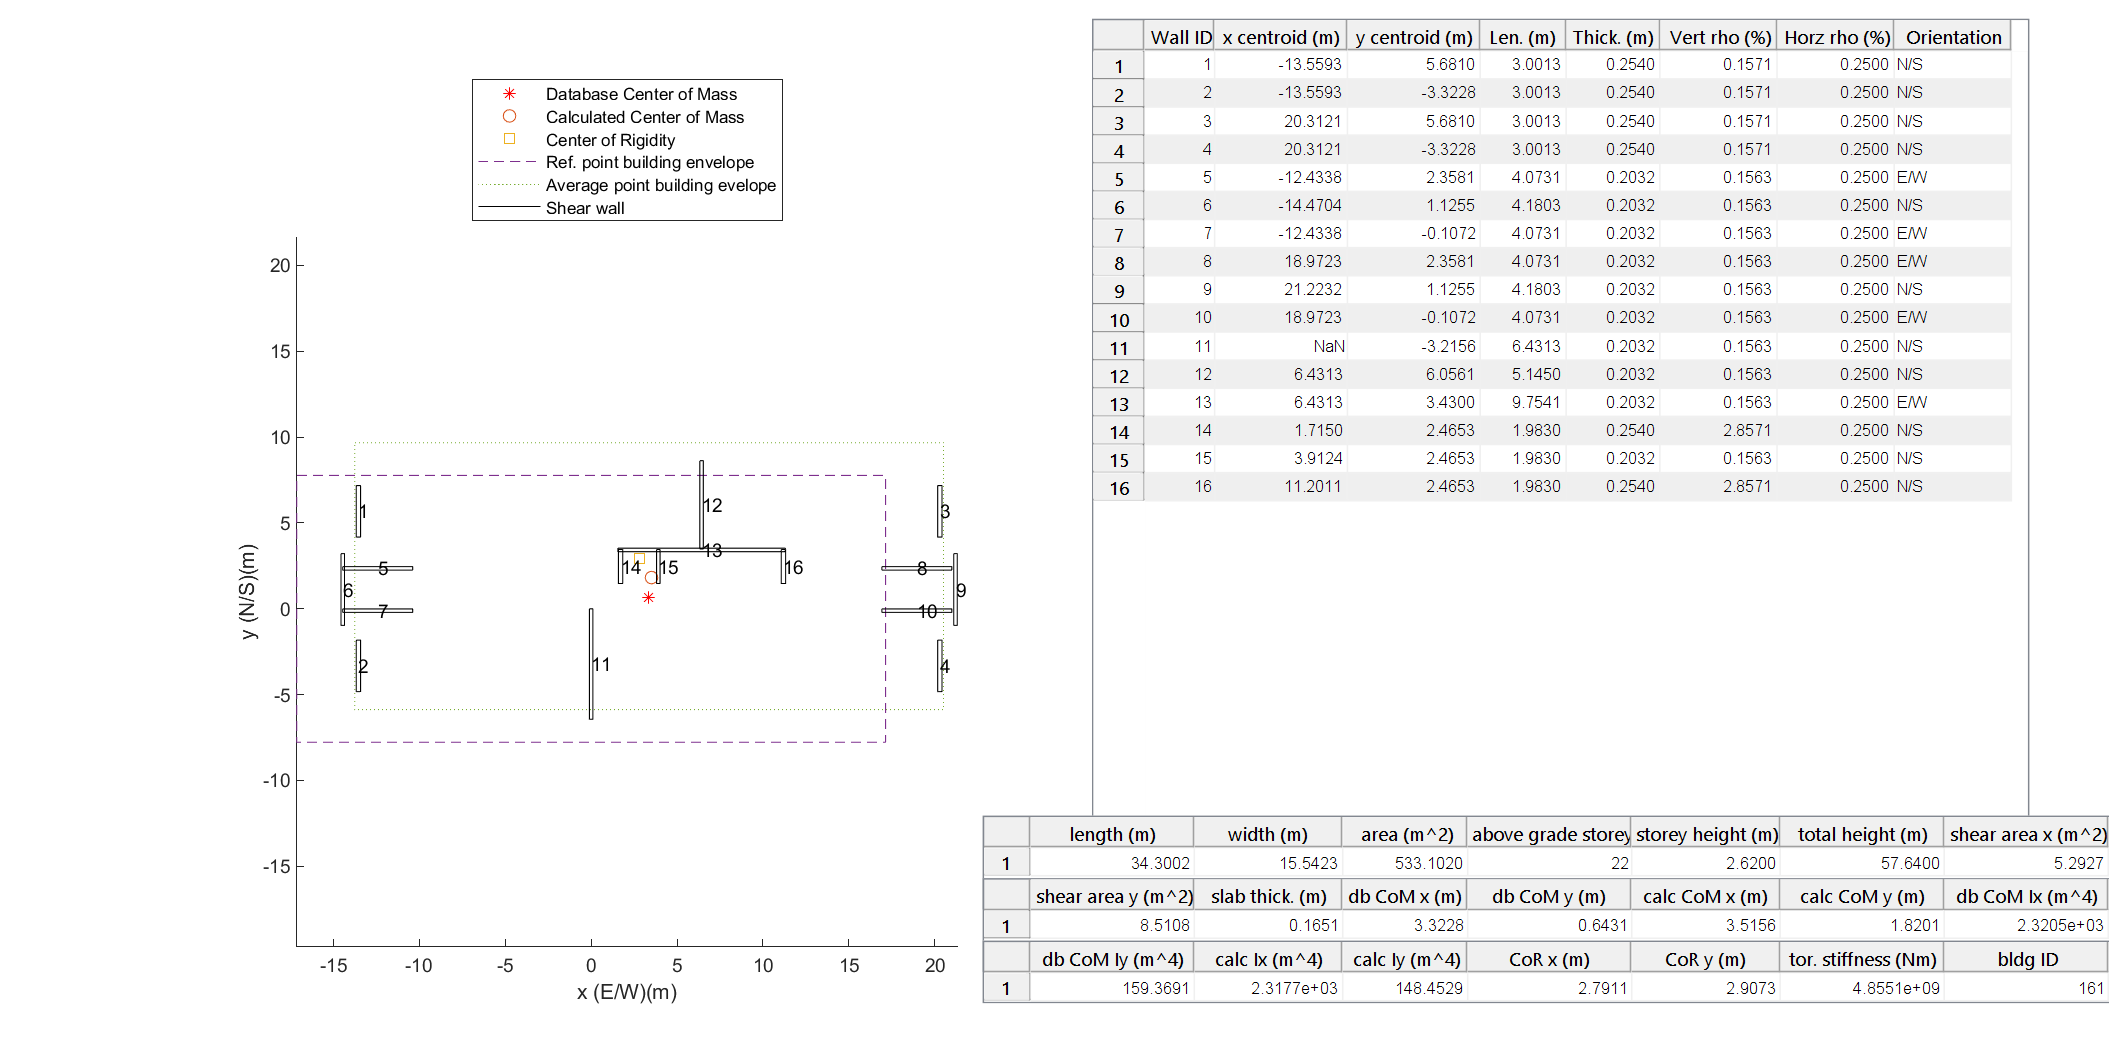 Database Center of Mass
Calculated Center of Mass
Center of Rigidity
Ref. point building envelope
Average point building evelope
Shear wall
20
15
10
5
0
-5
-10
-15
y (N/S)(m)
-15
-10
-5
0
5
10
15
20
x (E/W)(m)
1
2
3
4
5
6
7
8
9
10
11
12
13
14
15
16
Wall ID x centroid (m) y centroid (m) Len. (m) Thick. (m) Vert rho (%) Horz rho (%) Orientation
1 1 -13.5593 5.6810 3.0013 0.2540 0.1571 0.2500 N/S
2 2 -13.5593 -3.3228 3.0013 0.2540 0.1571 0.2500 N/S
3 3 20.3121 5.6810 3.0013 0.2540 0.1571 0.2500 N/S
4 4 20.3121 -3.3228 3.0013 0.2540 0.1571 0.2500 N/S
5 5 -12.4338 2.3581 4.0731 0.2032 0.1563 0.2500 E/W
6 6 -14.4704 1.1255 4.1803 0.2032 0.1563 0.2500 N/S
7 7 -12.4338 -0.1072 4.0731 0.2032 0.1563 0.2500 E/W
8 8 18.9723 2.3581 4.0731 0.2032 0.1563 0.2500 E/W
9 9 21.2232 1.1255 4.1803 0.2032 0.1563 0.2500 N/S
10 10 18.9723 -0.1072 4.0731 0.2032 0.1563 0.2500 E/W
11 11 NaN -3.2156 6.4313 0.2032 0.1563 0.2500 N/S
12 12 6.4313 6.0561 5.1450 0.2032 0.1563 0.2500 N/S
13 13 6.4313 3.4300 9.7541 0.2032 0.1563 0.2500 E/W
14 14 1.7150 2.4653 1.9830 0.2540 2.8571 0.2500 N/S
15 15 3.9124 2.4653 1.9830 0.2032 0.1563 0.2500 N/S
16 16 11.2011 2.4653 1.9830 0.2540 2.8571 0.2500 N/S
length (m) width (m) area (m^2) above grade storey storey height (m) total height (m) shear area x (m^2)
1 34.3002 15.5423 533.1020 22 2.6200 57.6400 5.2927
shear area y (m^2) slab thick. (m) db CoM x (m) db CoM y (m) calc CoM x (m) calc CoM y (m) db CoM Ix (m^4)
1 8.5108 0.1651 3.3228 0.6431 3.5156 1.8201 2.3205e+03
db CoM Iy (m^4) calc Ix (m^4) calc Iy (m^4) CoR x (m) CoR y (m) tor. stiffness (Nm) bldg ID
1 159.3691 2.3177e+03 148.4529 2.7911 2.9073 4.8551e+09 161